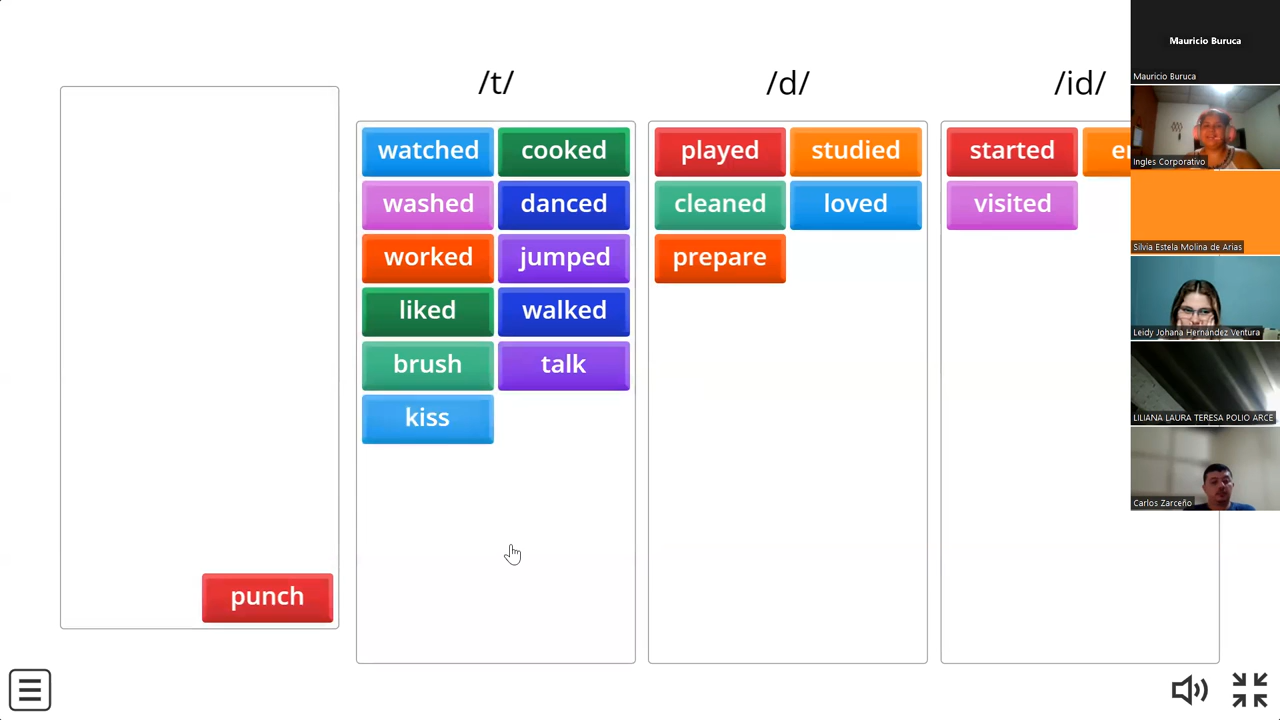 /t/ /d/ /id/
watched cooked played studied started
washed danced cleaned loved visited
worked jumped prepare
liked walked
brush talk
kiss
punch
Mauricio Buruca
Mauricio Buruca
Ingles Corporativo
Silvia Estela Molina de Arias
Leidy Johana Hernández Ventura
LILIANA LAURA TERESA POLIO ARCE
Carlos Zarceño